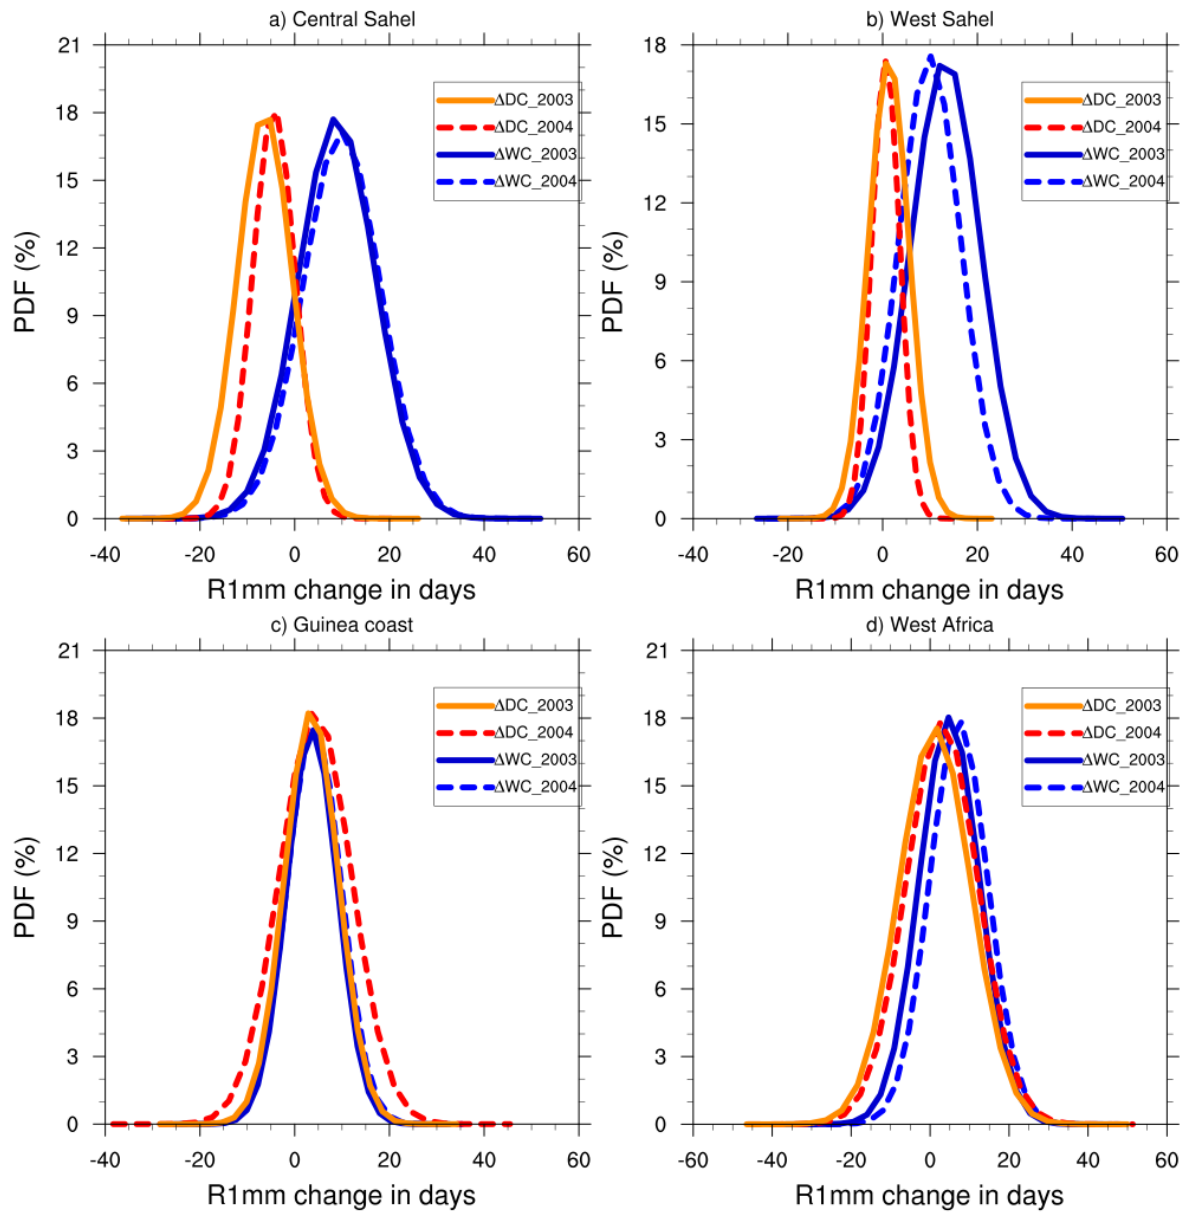 a) Central Sahel
21
18
15
12
9
6
3
0
PDF (%)
-40
-20
0
20
40
60
R1mm change in days
ΔDC_2003
ΔDC_2004
ΔWC_2003
ΔWC_2004
b) West Sahel
18
15
12
9
6
3
0
PDF (%)
-40
-20
0
20
40
60
R1mm change in days
ΔDC_2003
ΔDC_2004
ΔWC_2003
ΔWC_2004
c) Guinea coast
21
18
15
12
9
6
3
0
PDF (%)
-40
-20
0
20
40
60
R1mm change in days
ΔDC_2003
ΔDC_2004
ΔWC_2003
ΔWC_2004
d) West Africa
21
18
15
12
9
6
3
0
PDF (%)
-60
-40
-20
0
20
40
60
R1mm change in days
ΔDC_2003
ΔDC_2004
ΔWC_2003
ΔWC_2004